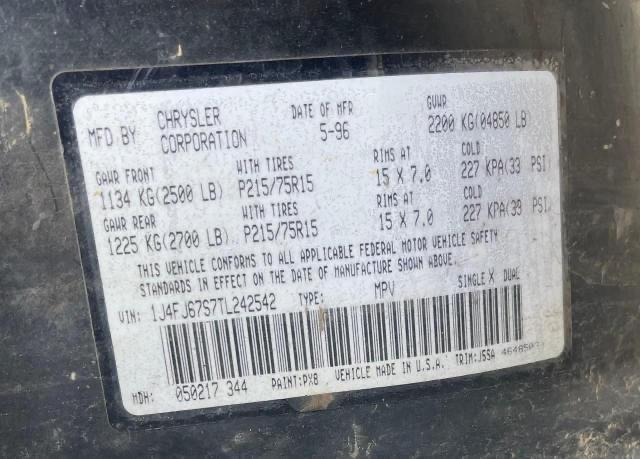 MFD BY CHRYSLER CORPORATION DATE OF MFR 5-96 GVWR 2200 KG(04850 LB)
GAWR FRONT WITH TIRES RIMS AT COLD
1134 KG(2500 LB) P215/75R15 15 X 7.0 227 KPA(33 PSI)
GAWR REAR WITH TIRES RIMS AT COLD
1225 KG(2700 LB) P215/75R15 15 X 7.0 227 KPA(39 PSI)
THIS VEHICLE CONFORMS TO ALL APPLICABLE FEDERAL MOTOR VEHICLE SAFETY
STANDARDS IN EFFECT ON THE DATE OF MANUFACTURE SHOWN ABOVE.
VIN: 1J4FJ67S7TL242542 TYPE: MPV SINGLE X DUAL
MDH: 050217 344 PAINT:PX8 VEHICLE MADE IN U.S.A. TRIM:J5SA